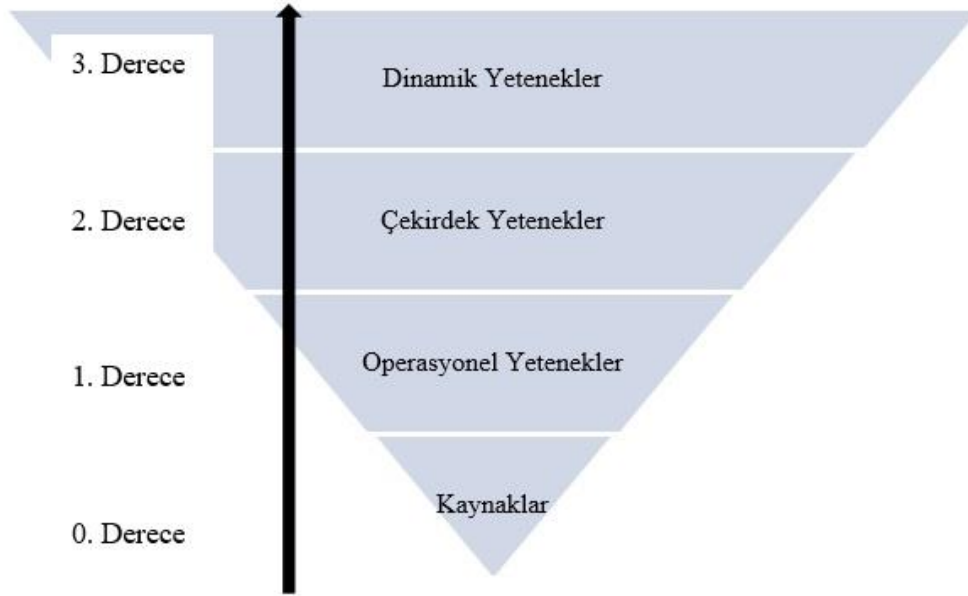 3. Derece
Dinamik Yetenekler
2. Derece
Çekirdek Yetenekler
1. Derece
Operasyonel Yetenekler
Kaynaklar
0. Derece